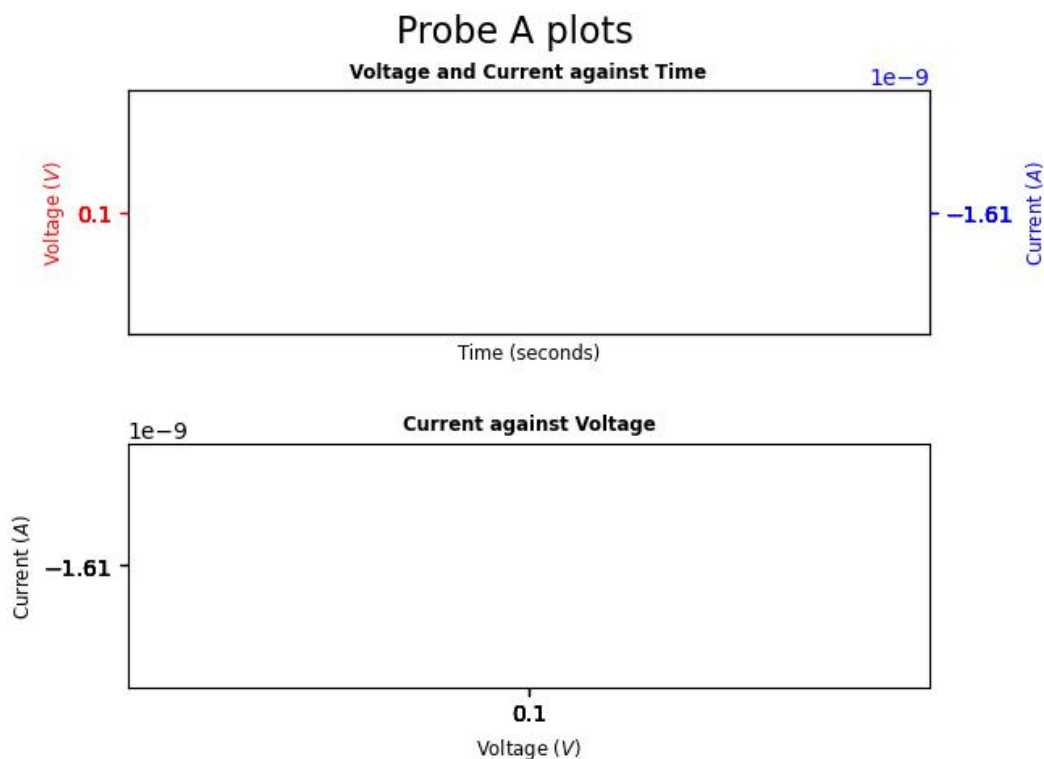 Probe A plots
Voltage and Current against Time
1e−9
Voltage (V)
0.1
−1.61
Current (A)
Time (seconds)
Current against Voltage
1e−9
Current (A)
−1.61
0.1
Voltage (V)